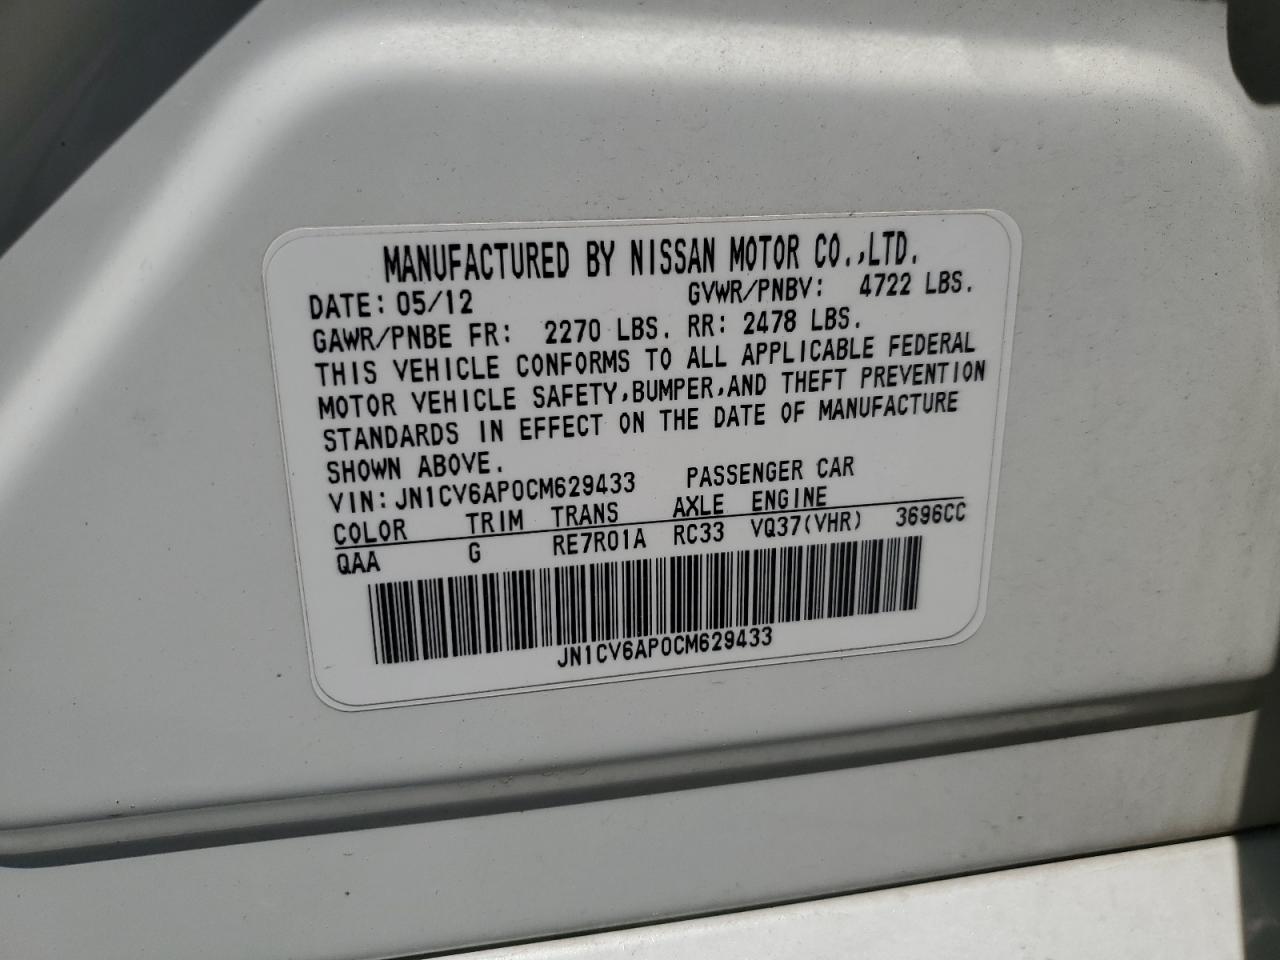 MANUFACTURED BY NISSAN MOTOR CO.,LTD.
DATE: 05/12 GVWR/PNBV: 4722 LBS.
GAWR/PNBE FR: 2270 LBS. RR: 2478 LBS.
THIS VEHICLE CONFORMS TO ALL APPLICABLE FEDERAL
MOTOR VEHICLE SAFETY,BUMPER,AND THEFT PREVENTION
STANDARDS IN EFFECT ON THE DATE OF MANUFACTURE
SHOWN ABOVE.
VIN: JN1CV6AP0CM629433 PASSENGER CAR
COLOR TRIM TRANS AXLE ENGINE
QAA G RE7R01A RC33 VQ37(VHR) 3696CC
JN1CV6AP0CM629433